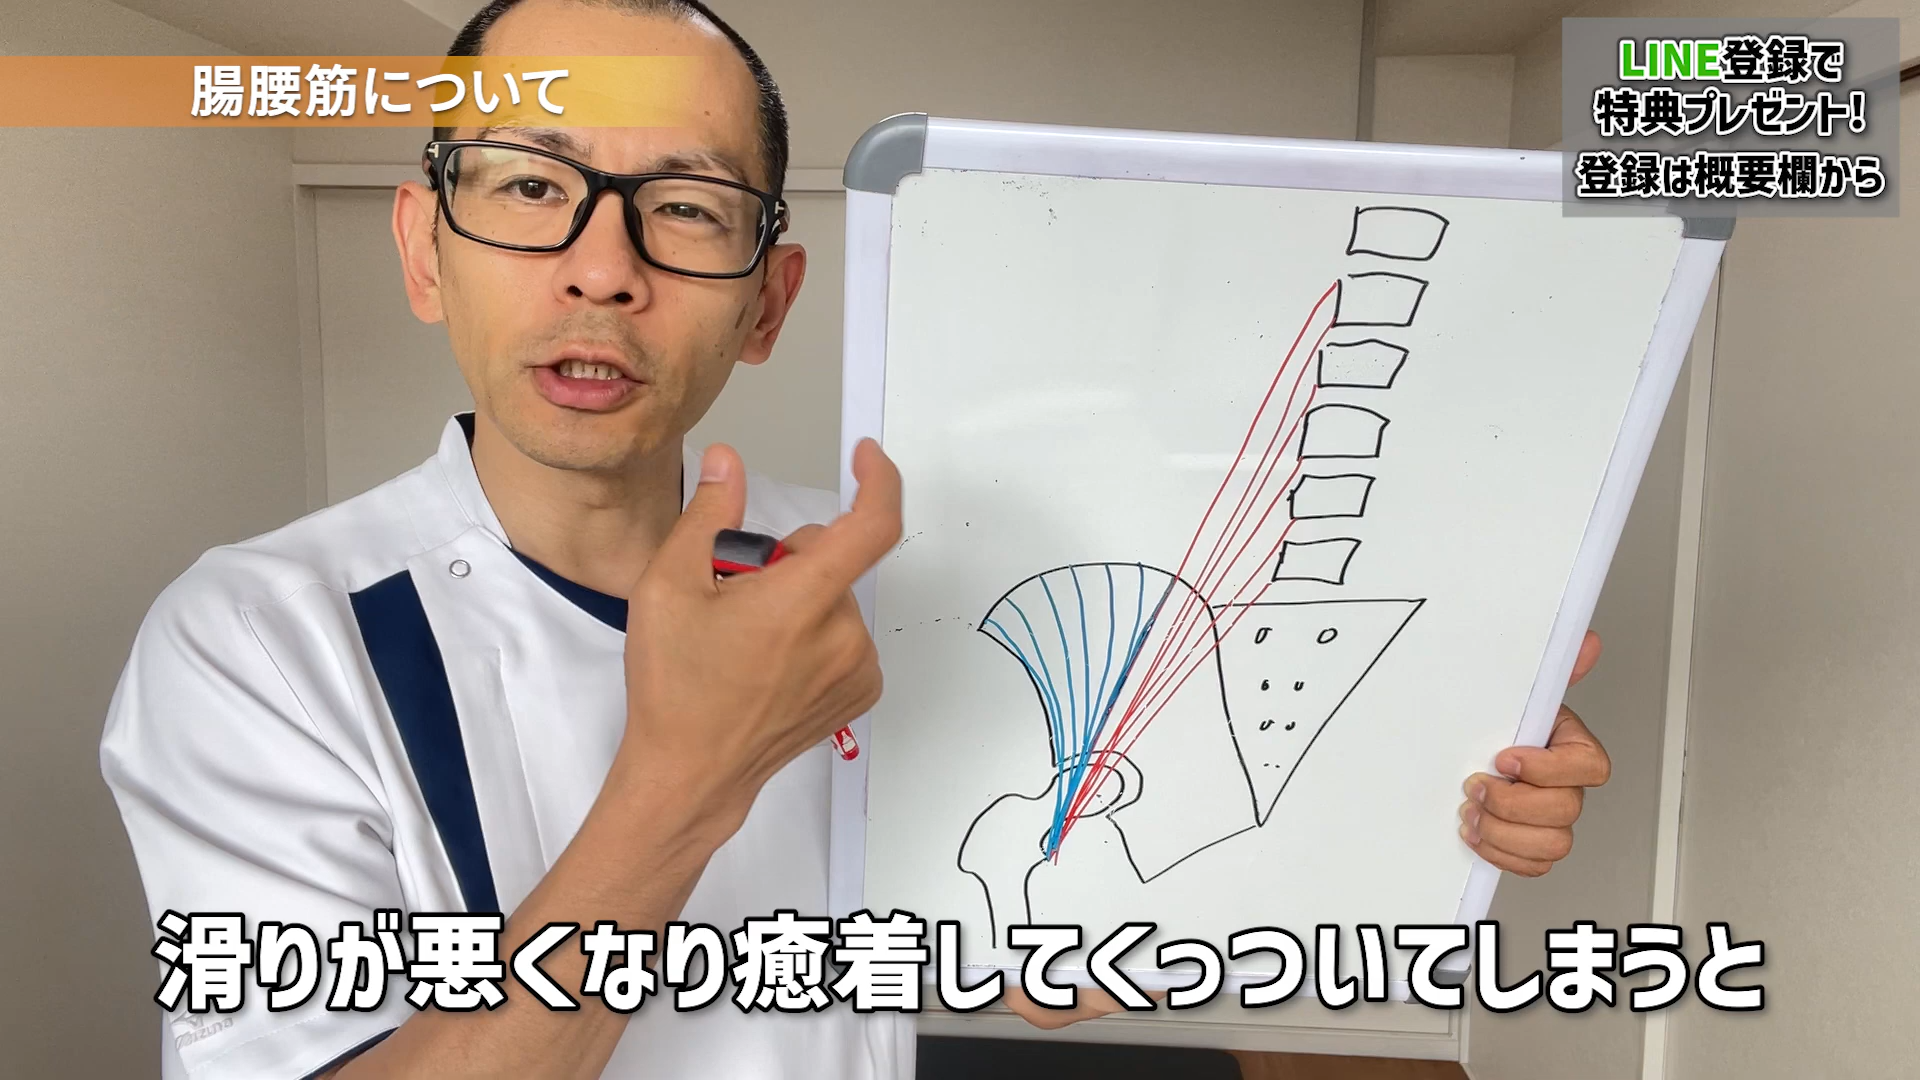 腸腰筋について
LINE登録で
特典プレゼント!
登録は概要欄から
滑りが悪くなり癒着してくっついてしまうと
mizuno